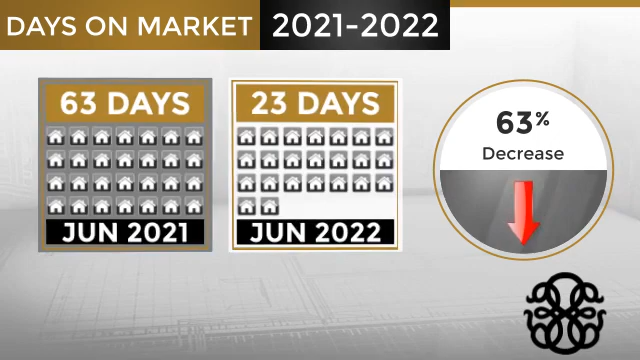 DAYS ON MARKET 2021-2022
63 DAYS
JUN 2021
23 DAYS
JUN 2022
63%
Decrease